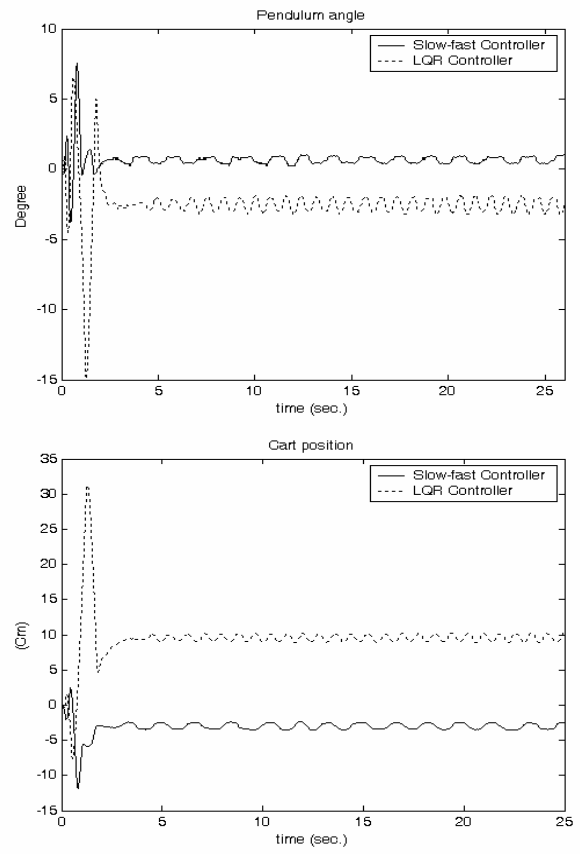 Pendulum angle
10
5
0
-5
-10
-15
Degree
Slow-fast Controller
LQR Controller
0 5 10 15 20 25
time (sec.)
Cart position
35
30
25
20
15
10
5
0
-5
-10
-15
(Cm)
Slow-fast Controller
LQR Controller
0 5 10 15 20 25
time (sec.)